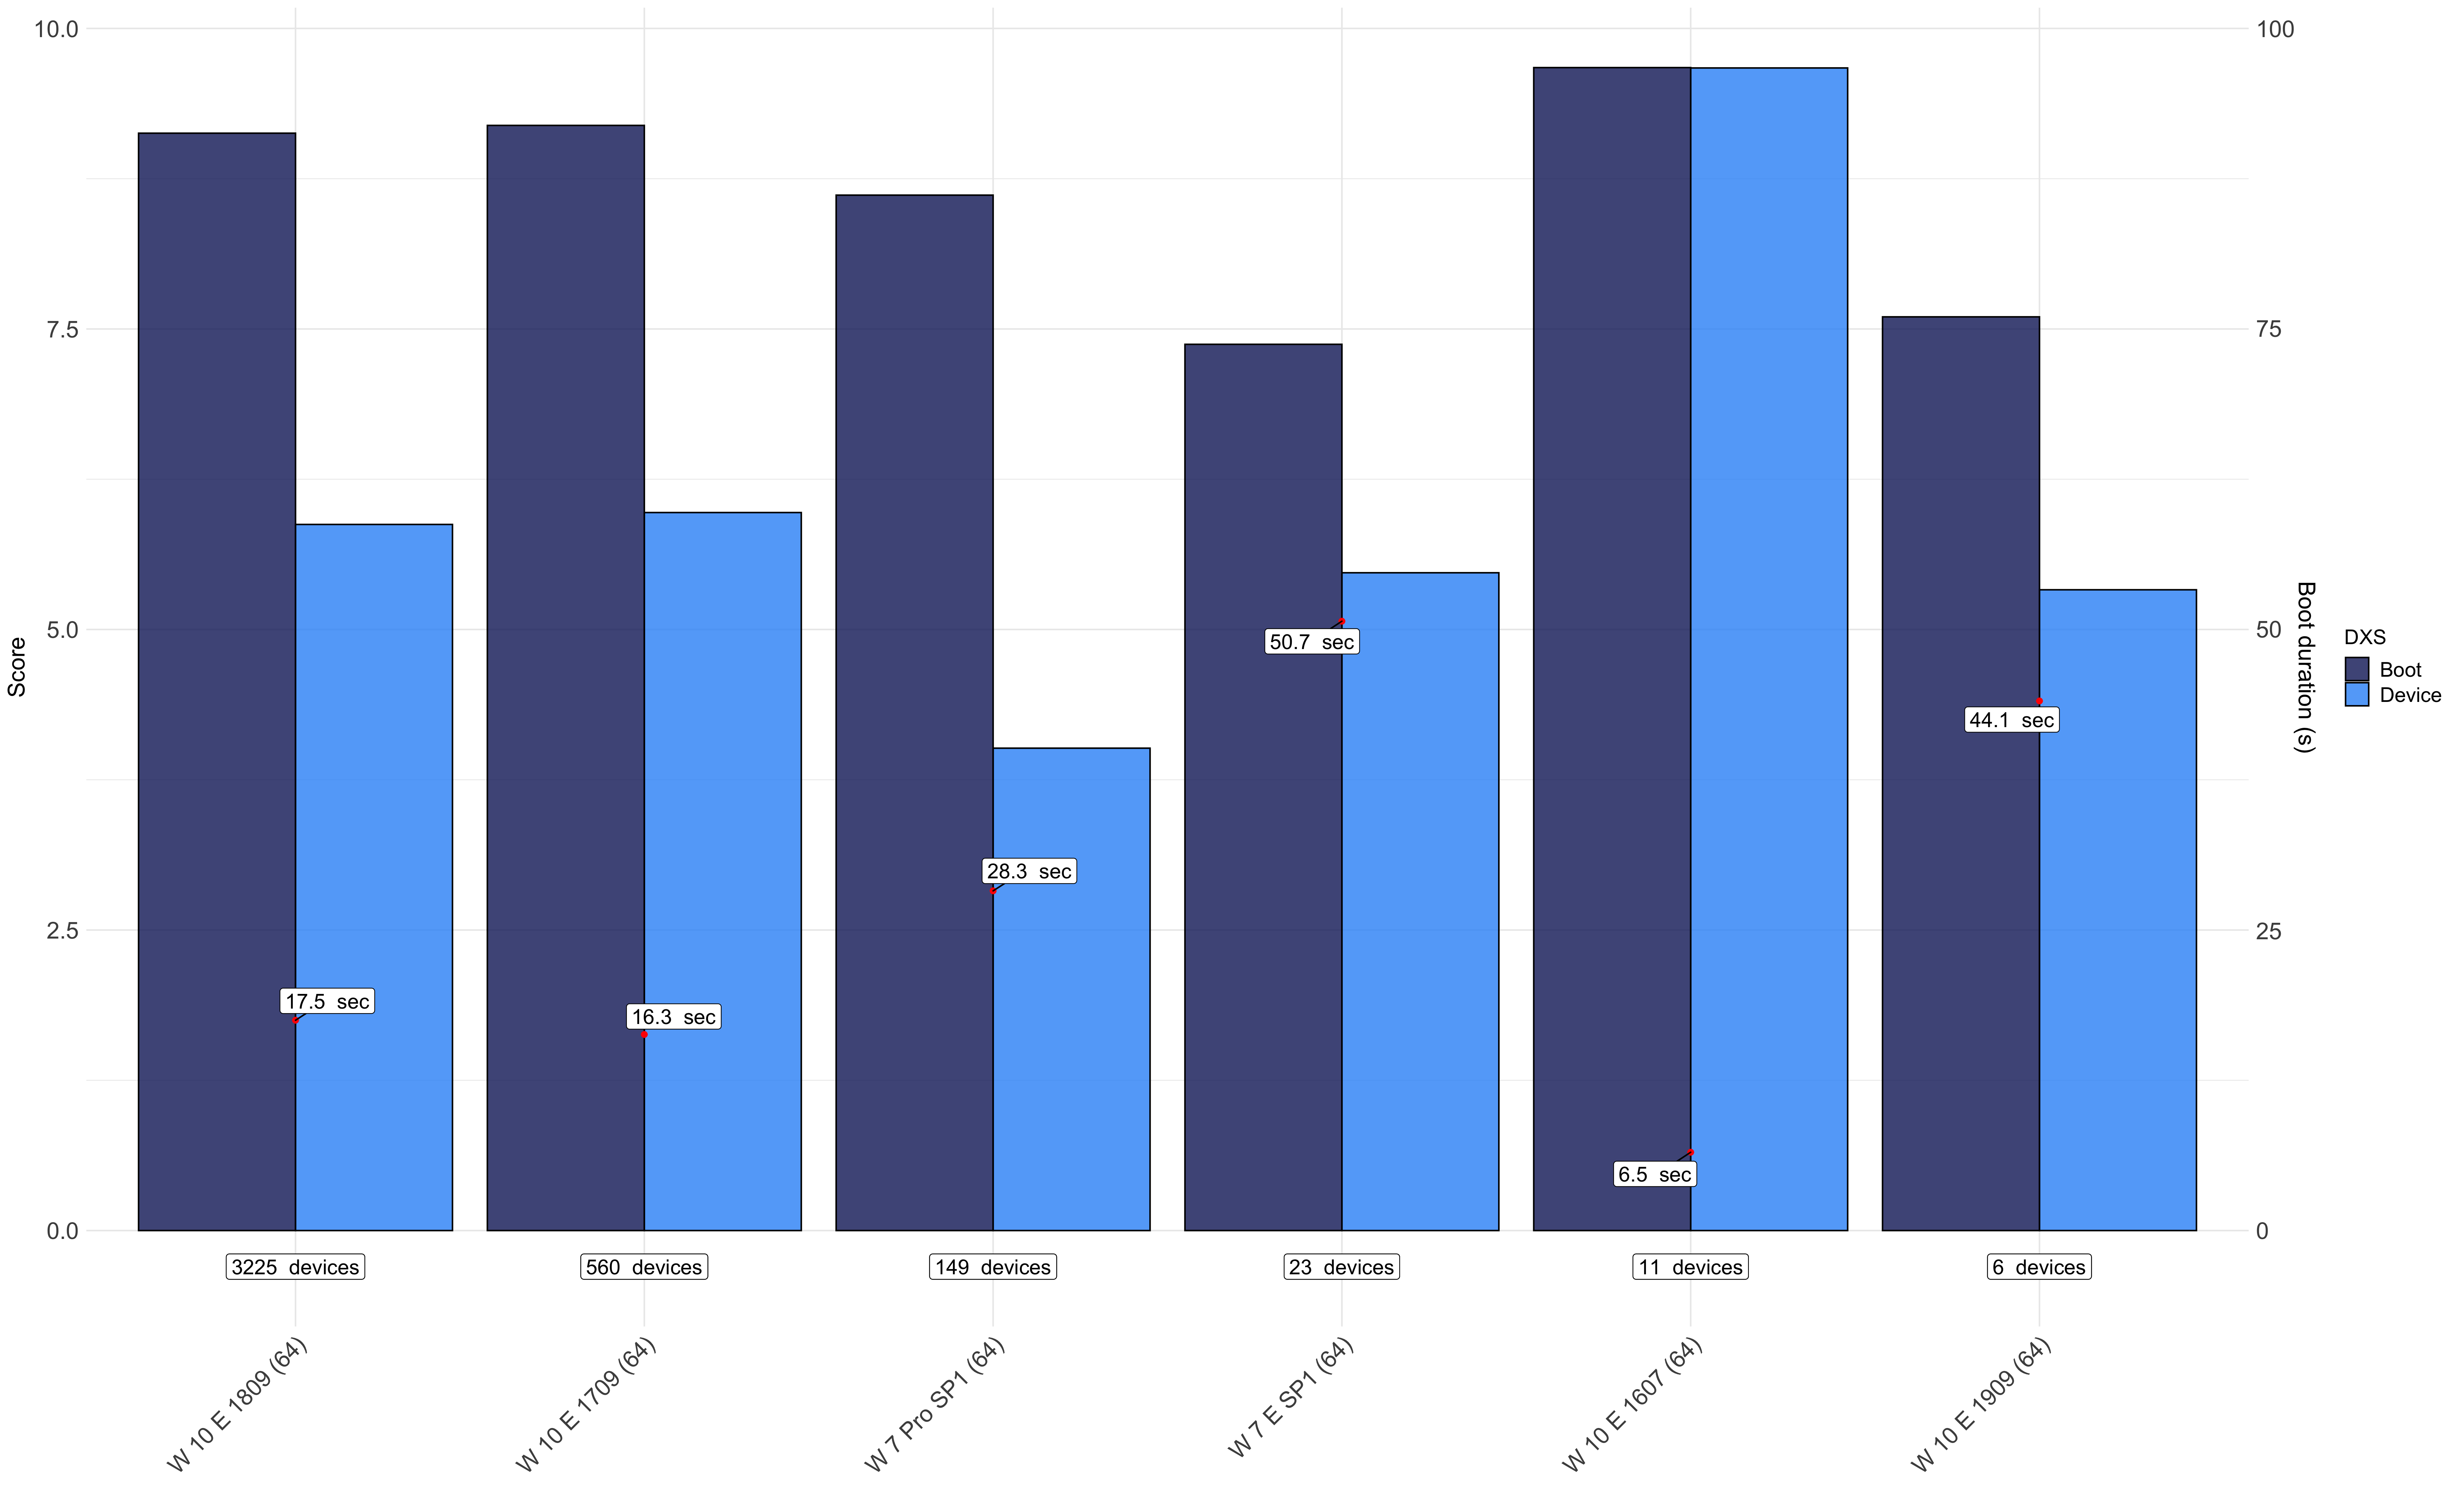 10.0
7.5
5.0
2.5
0.0
Score
100
75
50
25
0
Boot duration (s)
DXS
Boot
Device
17.5 sec
16.3 sec
28.3 sec
50.7 sec
6.5 sec
44.1 sec
3225 devices
560 devices
149 devices
23 devices
11 devices
6 devices
W 10 E 1809 (64)
W 10 E 1709 (64)
W 7 Pro SP1 (64)
W 7 E SP1 (64)
W 10 E 1607 (64)
W 10 E 1909 (64)